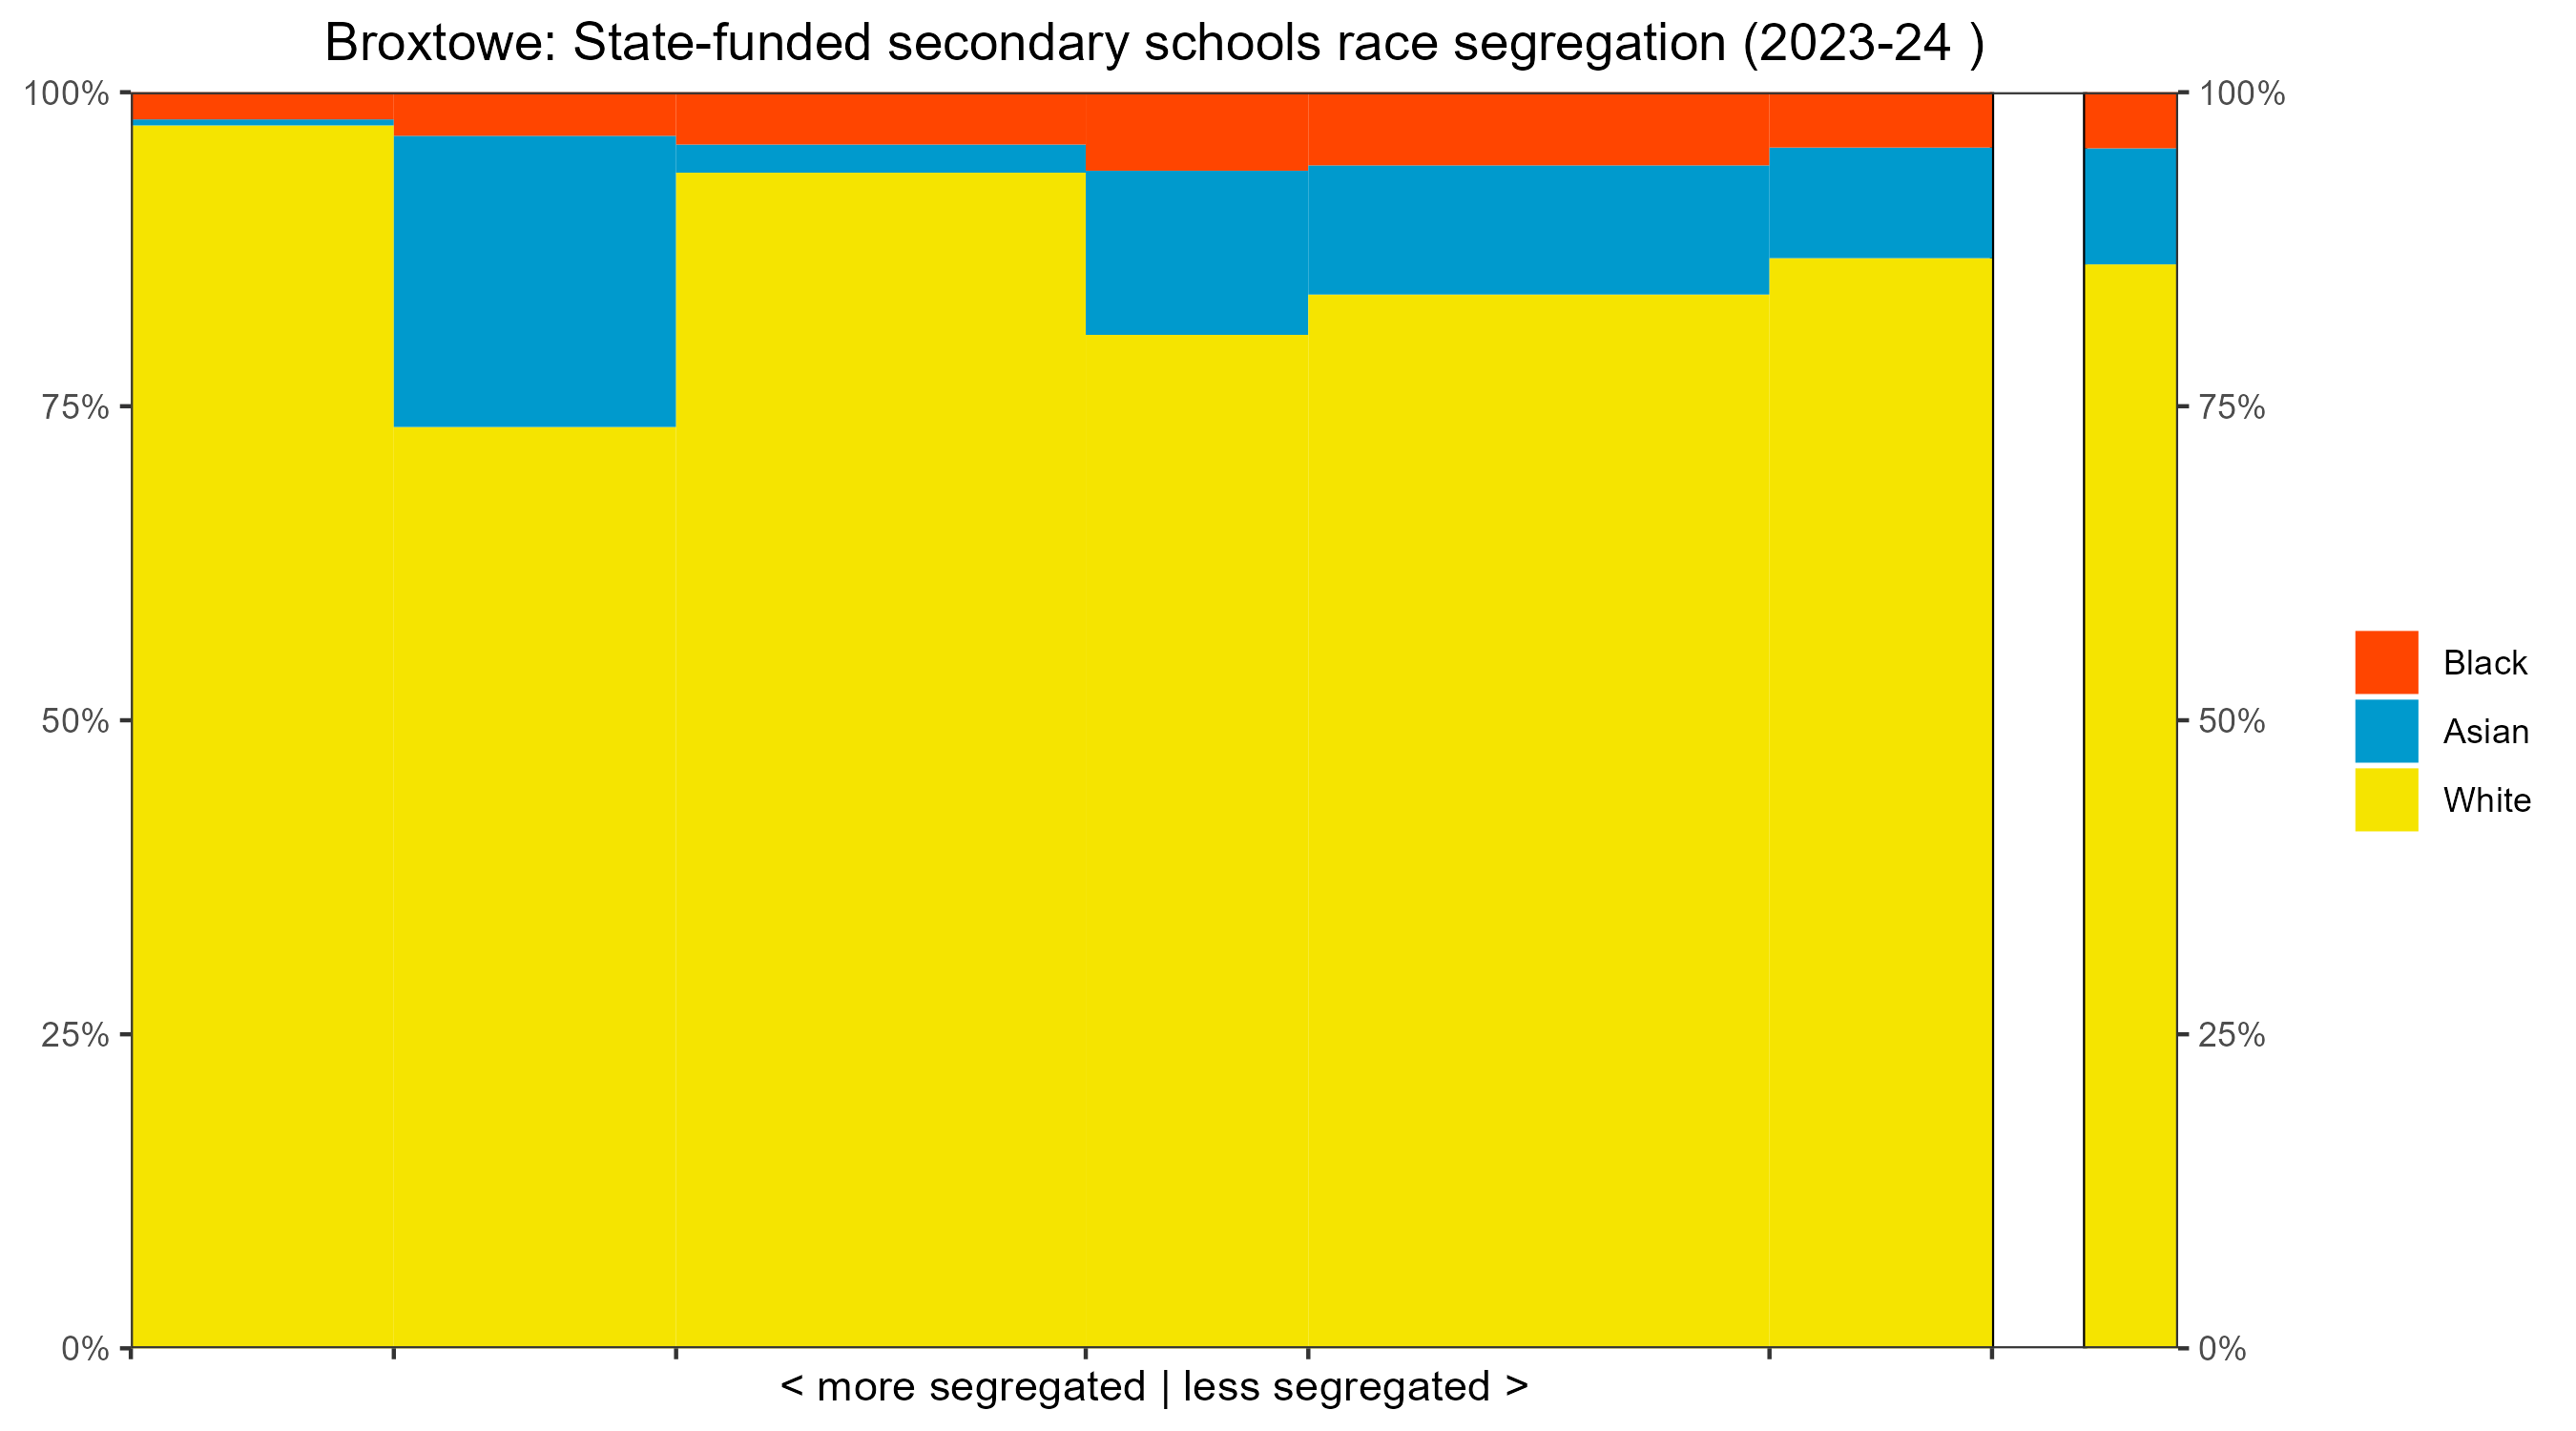 Broxtowe: State-funded secondary schools race segregation (2023-24 )
100%
75%
50%
25%
0%
100%
75%
50%
25%
0%
Black
Asian
White
< more segregated | less segregated >